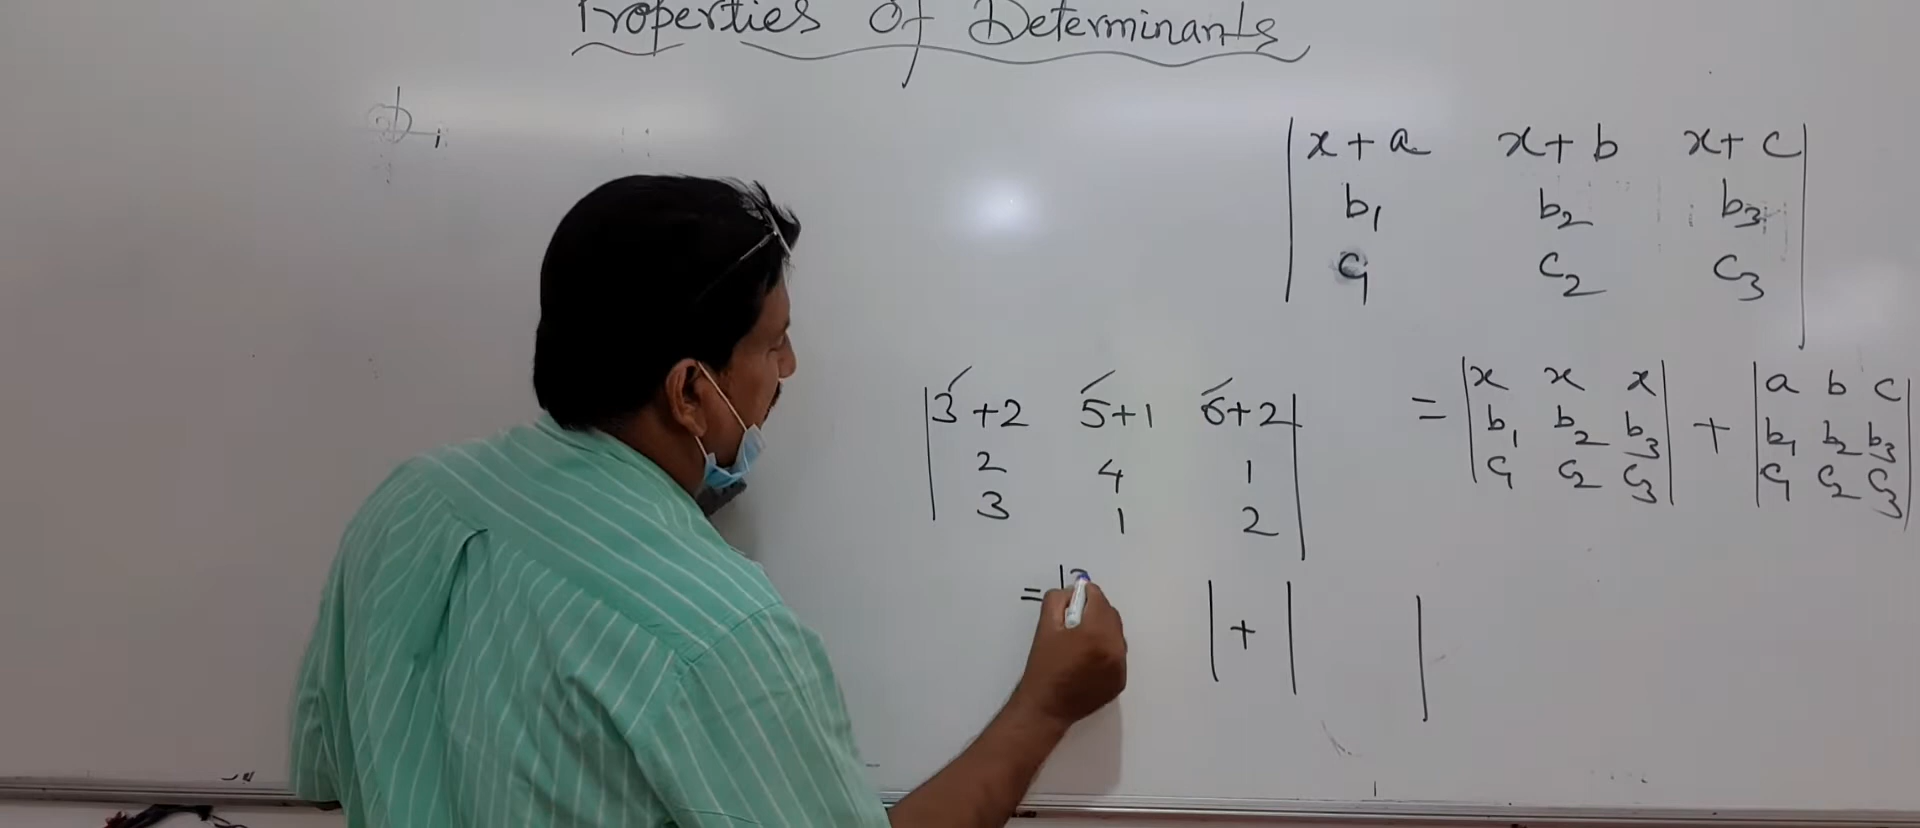 Properties Of Determinants
| x + a x + b x + c |
| b₁ b₂ b₃ |
| c₁ c₂ c₃ |
= | x x x | + | a b c |
| b₁ b₂ b₃ | | b₁ b₂ b₃ |
| c₁ c₂ c₃ | | c₁ c₂ c₃ |
| 3 + 2 5 + 1 6 + 2 |
| 2 4 1 |
| 3 1 2 |
= | | + | |